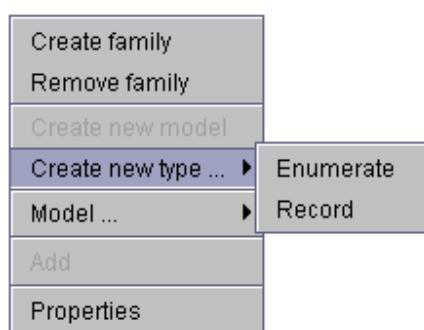 Create family
Remove family
Create new model
Create new type ...
Enumerate
Record
Model ...
Add
Properties